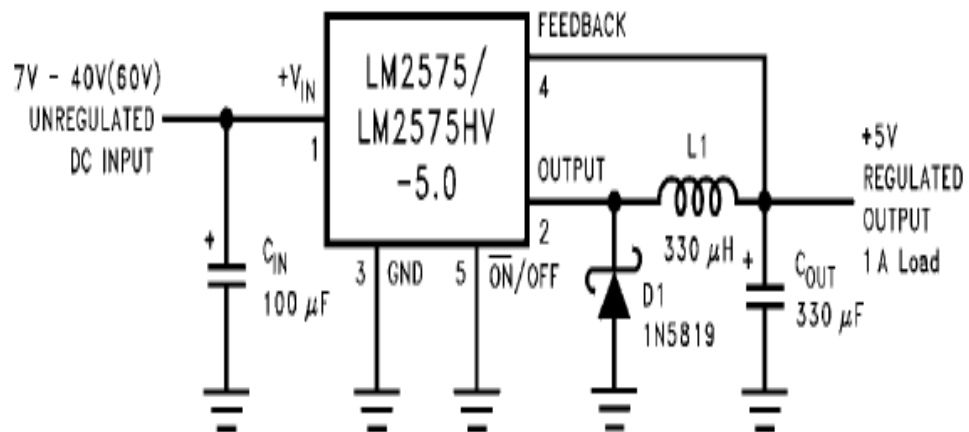 7V - 40V(60V)
UNREGULATED
DC INPUT
+VIN
1
LM2575/
LM2575HV
-5.0
FEEDBACK
4
OUTPUT
2
L1
330 μH
+5V
REGULATED
OUTPUT
1A Load
+
CIN
100 μF
3
GND
5
ON/OFF
D1
1N5819
+
COUT
330 μF